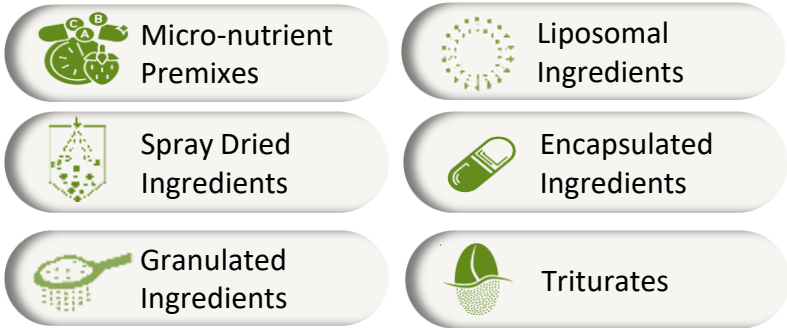 C B
A
Micro-nutrient
Premixes
Liposomal
Ingredients
Spray Dried
Ingredients
Encapsulated
Ingredients
Granulated
Ingredients
Triturates